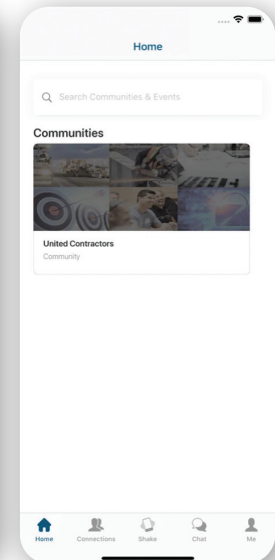 Home
Search Communities & Events
Communities
United Contractors
Community
Home Connections Shake Chat Me